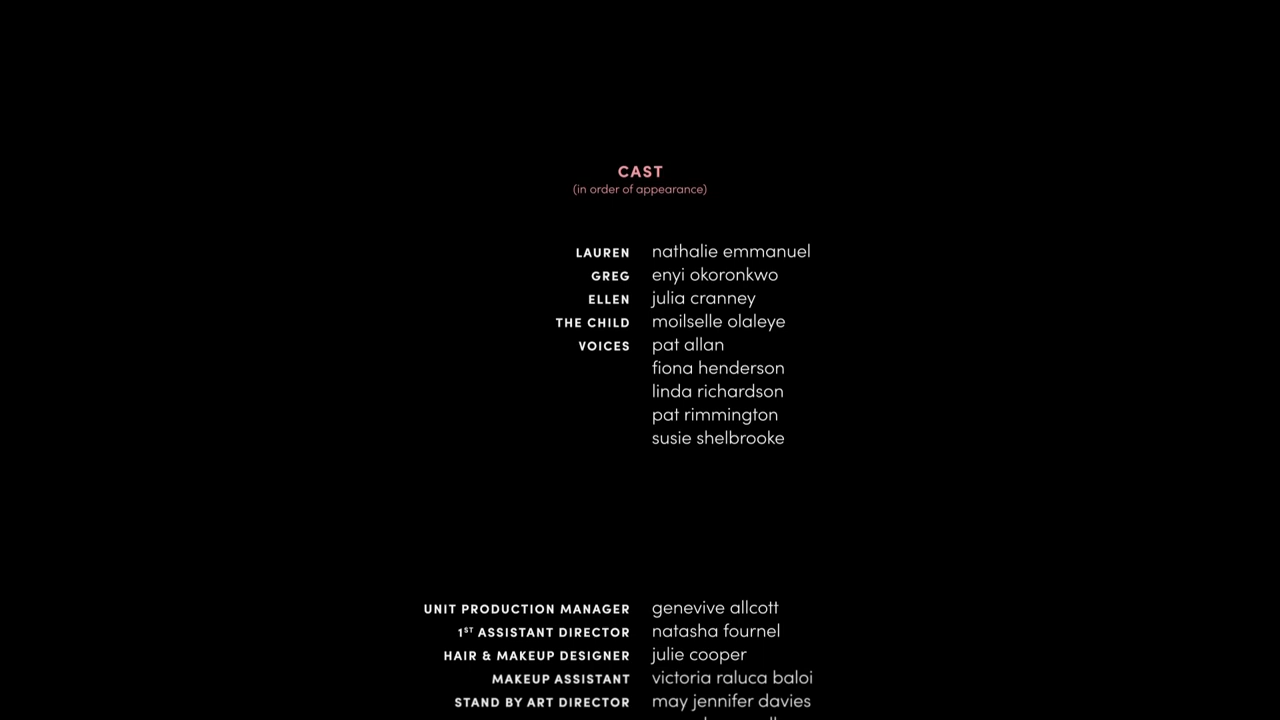 CAST
(in order of appearance)
LAUREN nathalie emmanuel
GREG enyi okoronkwo
ELLEN julia cranney
THE CHILD moilselle olaleye
VOICES pat allan
fiona henderson
linda richardson
pat rimmington
susie shelbrooke
UNIT PRODUCTION MANAGER genevive allcott
1ST ASSISTANT DIRECTOR natasha fournel
HAIR & MAKEUP DESIGNER julie cooper
MAKEUP ASSISTANT victoria raluca baloi
STAND BY ART DIRECTOR may jennifer davies